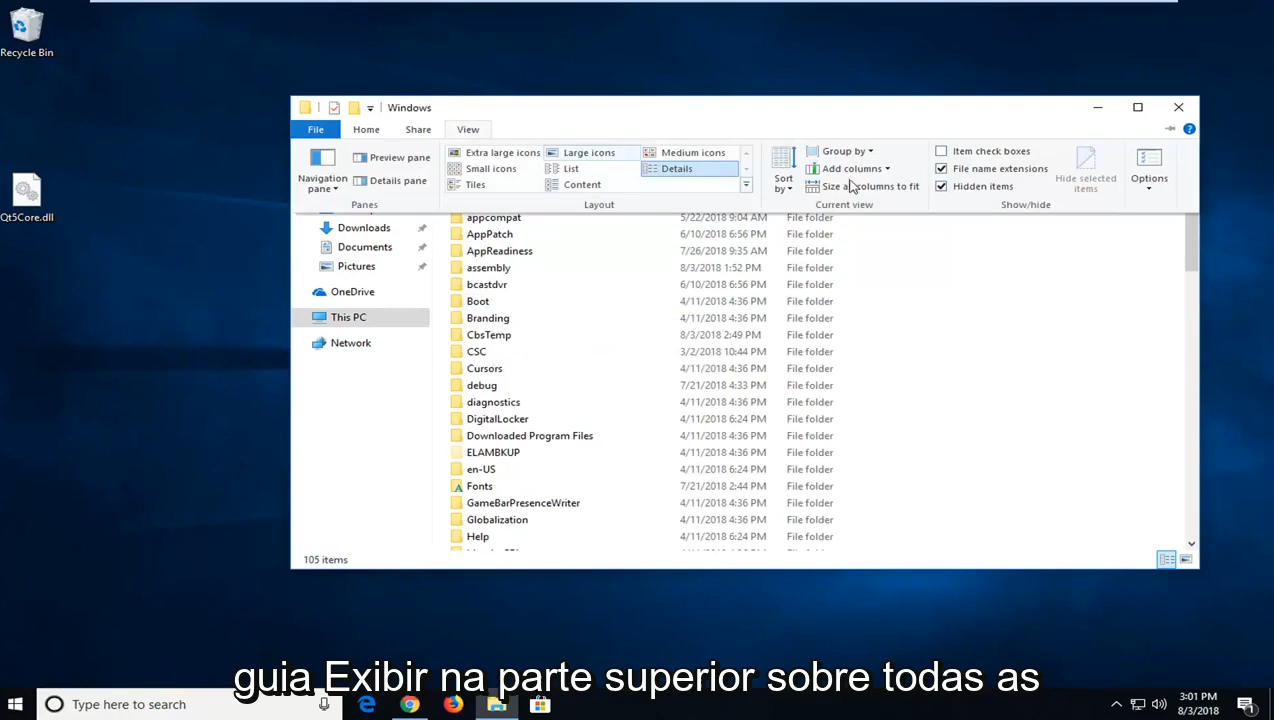 Recycle Bin
Qt5Core.dll
Windows
File Home Share View
Navigation pane
Preview pane
Details pane
Panes
Extra large icons Large icons Medium icons
Small icons List Details
Tiles Content
Layout
Sort by
Group by
Add columns
columns to fit
Current view
Item check boxes
File name extensions
Hidden items
Hide selected items
Show/hide
Options
Downloads
Documents
Pictures
OneDrive
This PC
Network
appcompat 5/22/2018 9:04 AM File folder
AppPatch 6/10/2018 6:56 PM File folder
AppReadiness 7/26/2018 9:35 AM File folder
assembly 8/3/2018 1:52 PM File folder
bcastdvr 6/10/2018 6:56 PM File folder
Boot 4/11/2018 4:36 PM File folder
Branding 4/11/2018 4:36 PM File folder
CbsTemp 8/3/2018 2:49 PM File folder
CSC 3/2/2018 10:44 PM File folder
Cursors 4/11/2018 4:36 PM File folder
debug 7/21/2018 4:33 PM File folder
diagnostics 4/11/2018 4:36 PM File folder
DigitalLocker 4/11/2018 6:24 PM File folder
Downloaded Program Files 4/11/2018 4:36 PM File folder
ELAMBKUP 4/11/2018 4:36 PM File folder
en-US 4/11/2018 6:24 PM File folder
Fonts 7/21/2018 2:44 PM File folder
GameBarPresenceWriter 4/11/2018 4:36 PM File folder
Globalization 4/11/2018 4:36 PM File folder
Help 4/11/2018 6:24 PM File folder
105 items
guia Exibir na parte superior sobre todas as
Type here to search
3:01 PM
8/3/2018